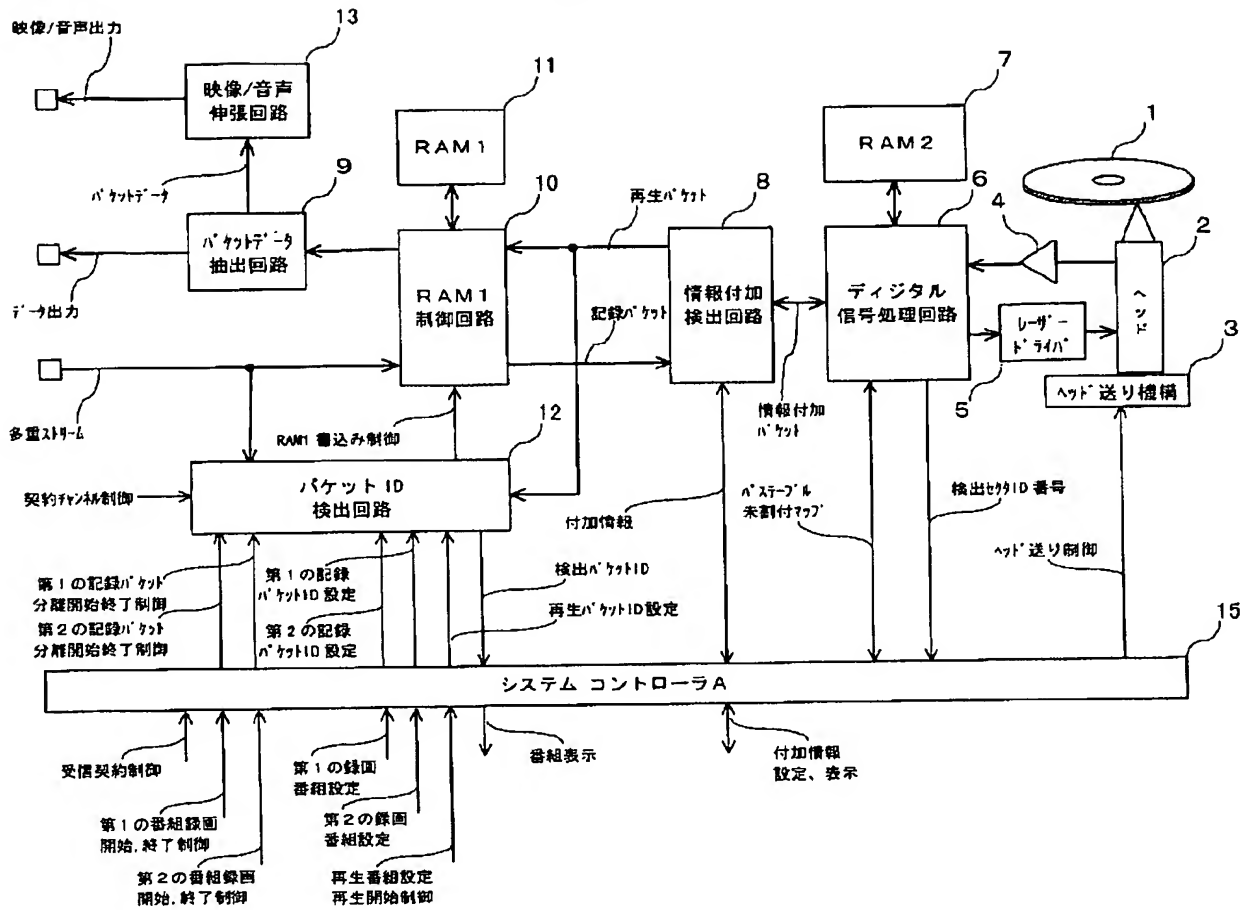 映像/音声出力
13
映像/音声
伸張回路
11
RAM1
7
RAM2
1
パケットデータ
9
パケットデータ
抽出回路
10
RAM1
制御回路
再生パケット
8
情報付加
検出回路
記録パケット
6
ディジタル
信号処理回路
4
2
ヘッド
レーザー
ドライバ
3
5
ヘッド送り機構
データ出力
多重ストリーム
RAM1 書込み制御
12
情報付加
パケット
契約チャンネル制御
パケットID
検出回路
付加情報
パステーブル
未割付マップ
検出セクタID番号
ヘッド送り制御
第1の記録パケット
分離開始終了制御
第2の記録パケット
分離開始終了制御
第1の記録
パケットID設定
第2の記録
パケットID設定
検出パケットID
再生パケットID設定
15
システム コントローラA
受信契約制御
第1の番組録画
開始,終了制御
第2の番組録画
開始,終了制御
第1の録画
番組設定
第2の録画
番組設定
再生番組設定
再生開始制御
番組表示
付加情報
設定、表示